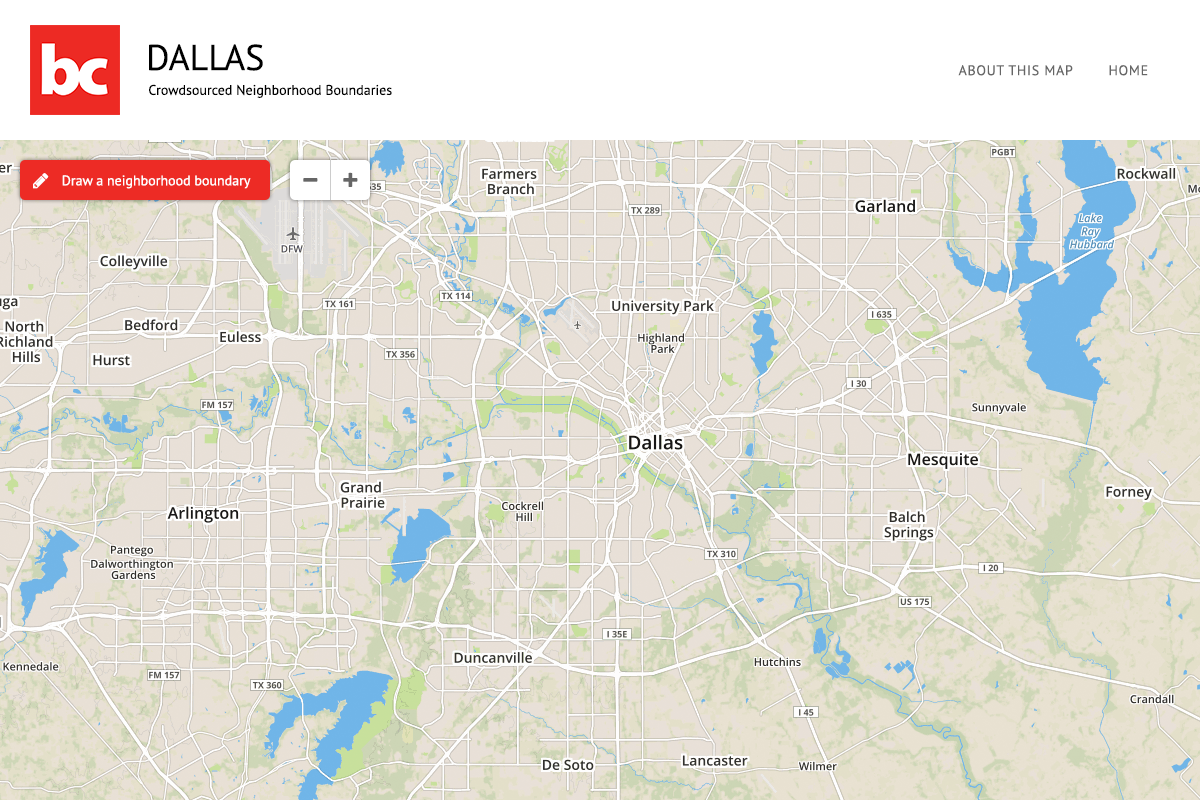 bc
DALLAS
Crowdsourced Neighborhood Boundaries
ABOUT THIS MAP
HOME
Draw a neighborhood boundary
Farmers
Branch
PGBT
Rockwall
TX 289
Garland
Lake
Ray
Hubbard
DFW
Colleyville
TX 161
TX 114
University Park
I 635
North
Richland
Hills
Bedford
Euless
Highland
Park
Hurst
TX 356
I 30
FM 157
Sunnyvale
Dallas
Mesquite
Grand
Prairie
Forney
Arlington
Cockrell
Hill
Balch
Springs
Pantego
Dalworthington
Gardens
TX 310
I 20
US 175
I 35E
Kennedale
Duncanville
Hutchins
FM 157
TX 360
Crandall
I 45
De Soto
Lancaster
Wilmer